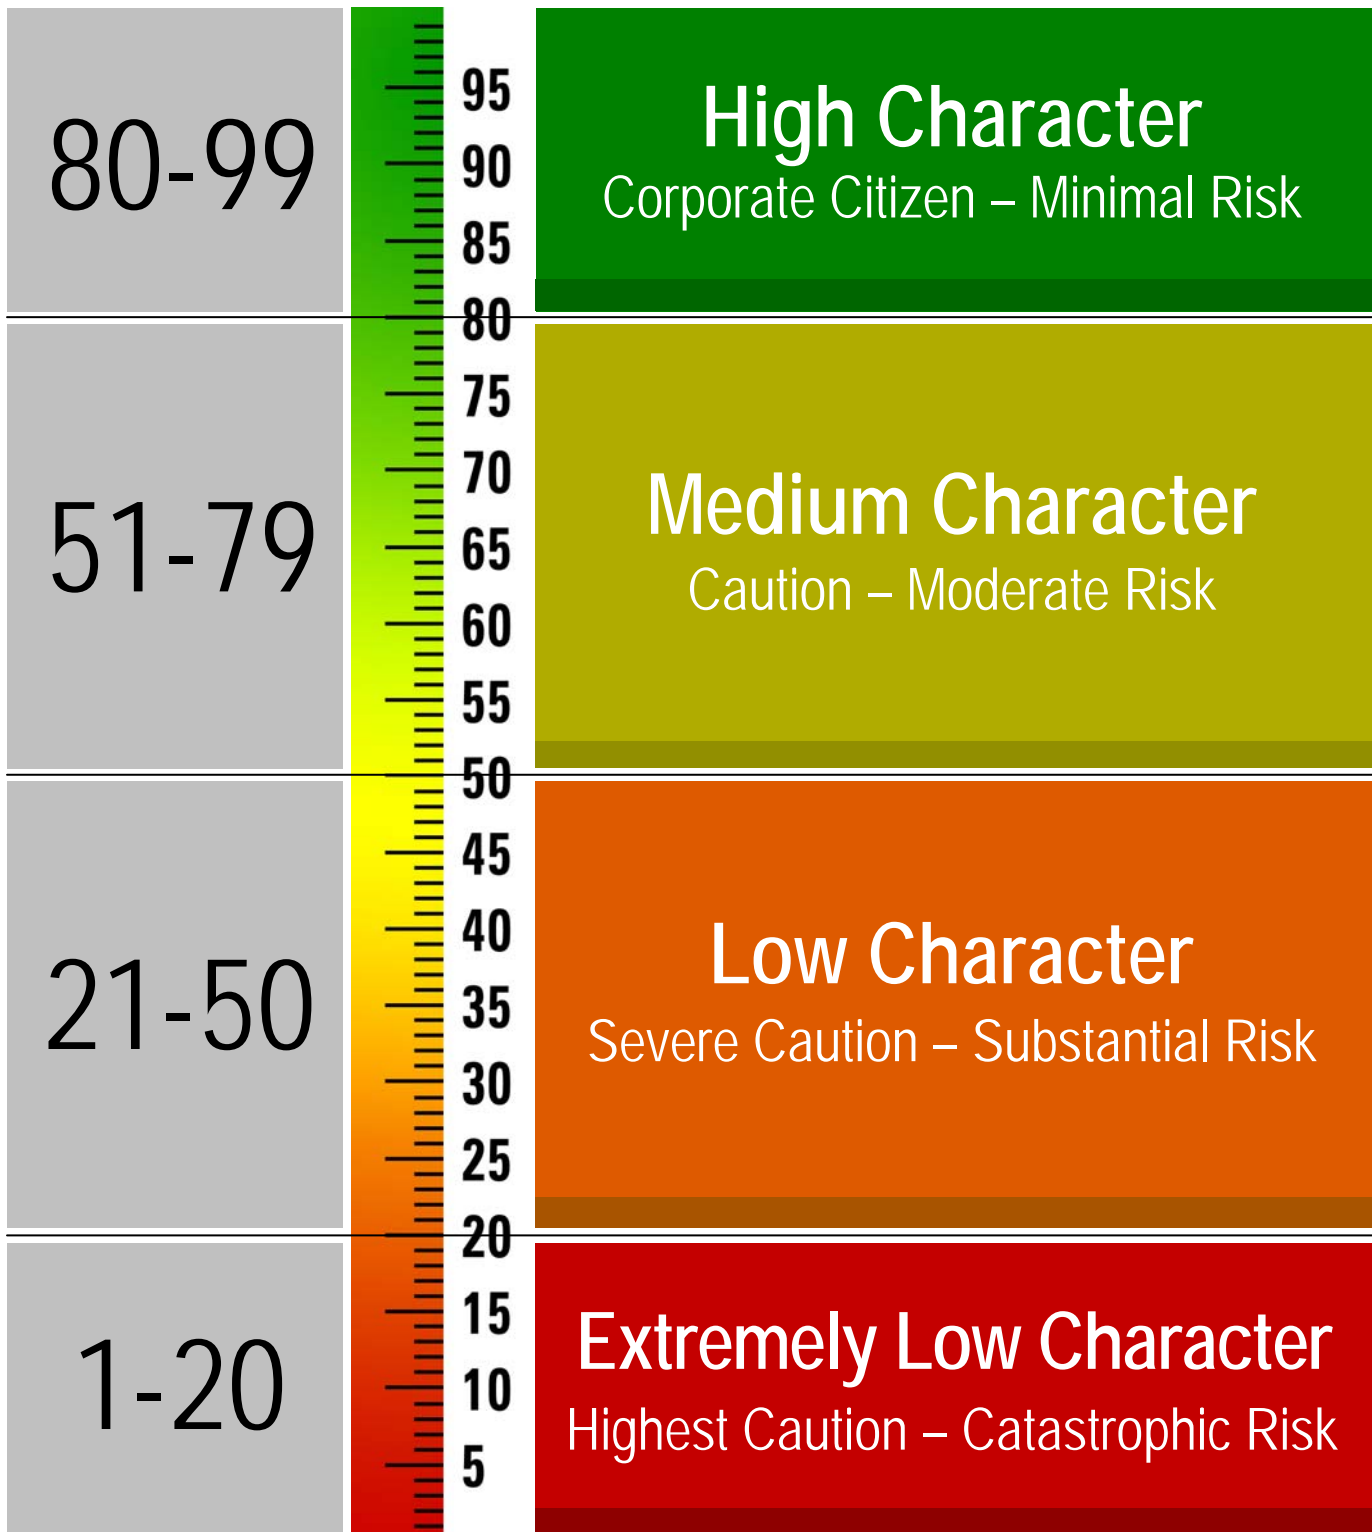 80-99
95
90
85
80
High Character
Corporate Citizen – Minimal Risk
51-79
75
70
65
60
55
50
Medium Character
Caution – Moderate Risk
21-50
45
40
35
30
25
20
Low Character
Severe Caution – Substantial Risk
1-20
15
10
5
Extremely Low Character
Highest Caution – Catastrophic Risk